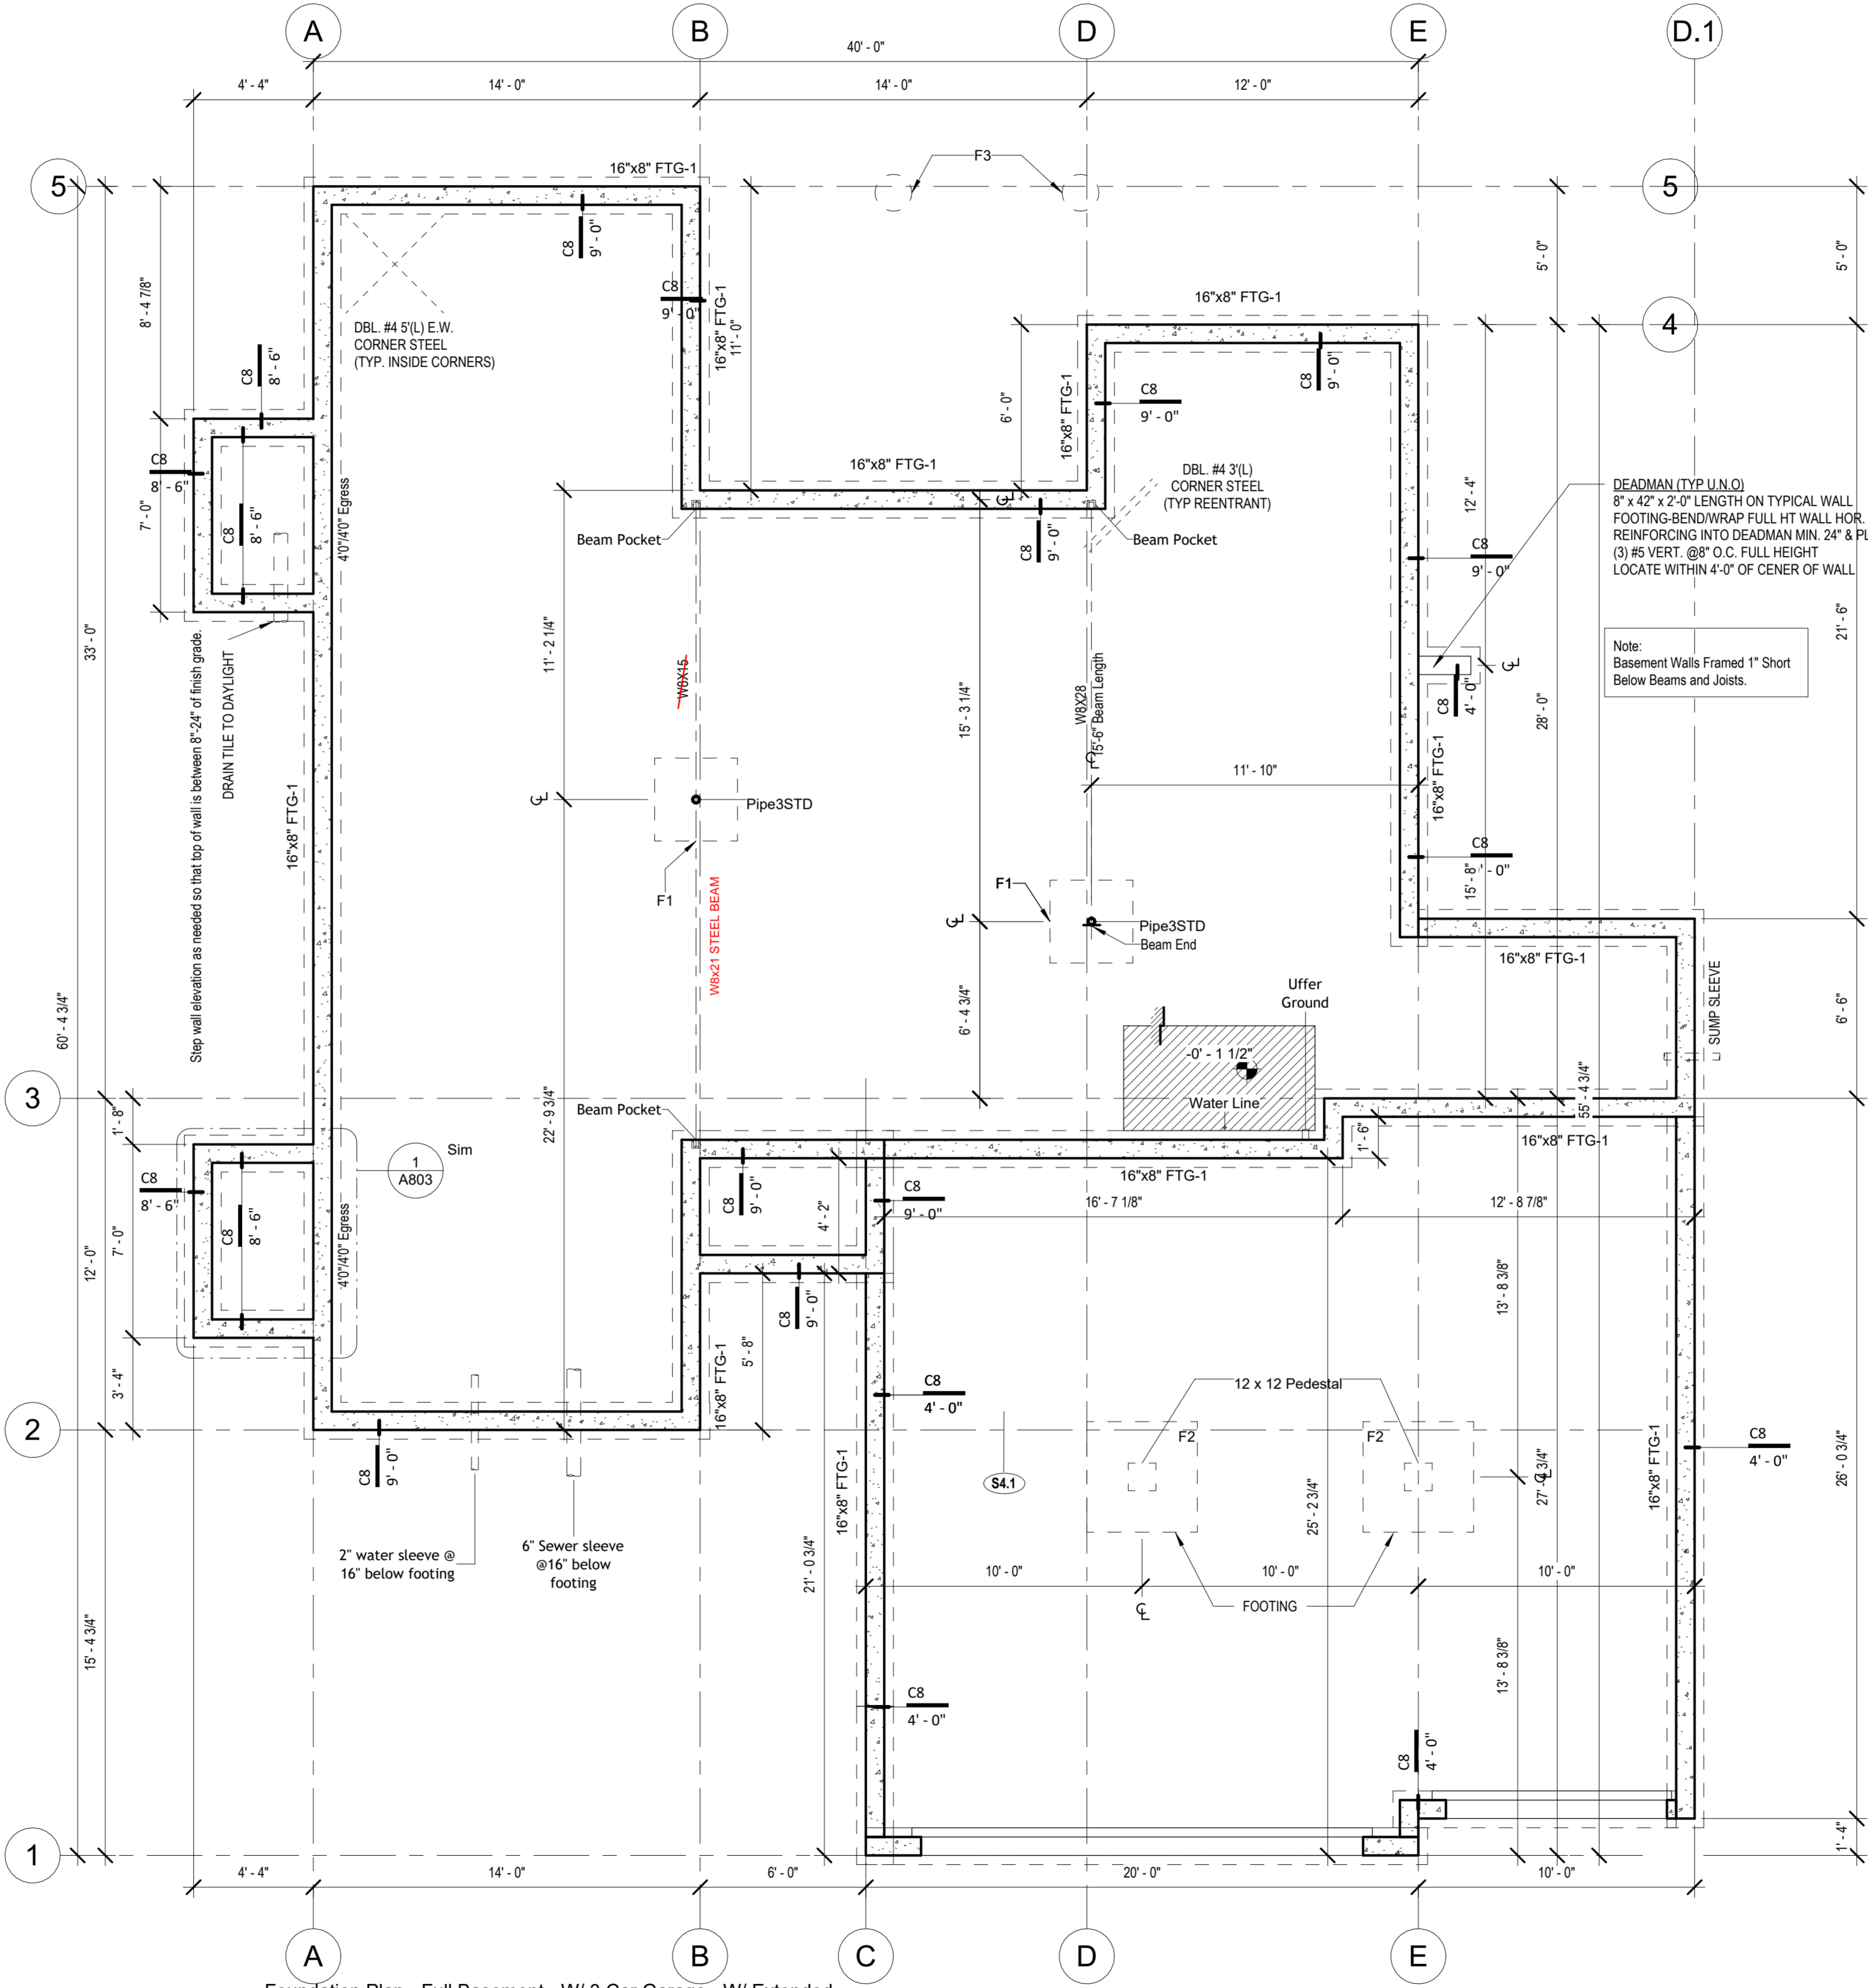 A
B
D
E
D.1
40' - 0"
4' - 4"
14' - 0"
14' - 0"
12' - 0"
5
16"x8" FTG-1
F3
5
C8
9' - 0"
5' - 0"
5' - 0"
8' - 4 7/8"
C8
9' - 0"
16"x8" FTG-1
11' - 0"
16"x8" FTG-1
4
DBL. #4 5'(L) E.W.
CORNER STEEL
(TYP. INSIDE CORNERS)
C8
8' - 6"
6' - 0"
16"x8" FTG-1
C8
9' - 0"
C8
9' - 0"
C8
8' - 6"
16"x8" FTG-1
DBL. #4 3'(L)
CORNER STEEL
(TYP REENTRANT)
12' - 4"
DEADMAN (TYP U.N.O)
8" x 42" x 2'-0" LENGTH ON TYPICAL WALL
FOOTING-BEND/WRAP FULL HT WALL HOR.
REINFORCING INTO DEADMAN MIN. 24" & PL
(3) #5 VERT. @8" O.C. FULL HEIGHT
LOCATE WITHIN 4'-0" OF CENER OF WALL
7' - 0"
C8
8' - 6"
4'0"/4'0" Egress
Beam Pocket
CL
C8
9' - 0"
Beam Pocket
C8
9' - 0"
33' - 0"
Step wall elevation as needed so that top of wall is between 8"-24" of finish grade.
DRAIN TILE TO DAYLIGHT
11' - 2 1/4"
W8X15
15' - 3 1/4"
W8X28
15'-6" Beam Length
CL
CL
C8
4' - 0"
28' - 0"
21' - 6"
Note:
Basement Walls Framed 1" Short
Below Beams and Joists.
16"x8" FTG-1
CL
Pipe3STD
11' - 10"
16"x8" FTG-1
F1
W8x21 STEEL BEAM
F1
CL
Pipe3STD
Beam End
C8
' - 0"
15' - 8"
16"x8" FTG-1
60' - 4 3/4"
6' - 4 3/4"
Uffer
Ground
SUMP SLEEVE
6' - 6"
-0' - 1 1/2"
3
1' - 8"
22' - 9 3/4"
Beam Pocket
Water Line
55' - 4 3/4"
1' - 6"
16"x8" FTG-1
1
A803
Sim
C8
8' - 6"
C8
8' - 6"
4'0"/4'0" Egress
C8
9' - 0"
4' - 2"
C8
9' - 0"
16"x8" FTG-1
16' - 7 1/8"
12' - 8 7/8"
12' - 0"
7' - 0"
C8
9' - 0"
13' - 8 3/8"
3' - 4"
16"x8" FTG-1
5' - 8"
C8
4' - 0"
12 x 12 Pedestal
2
C8
9' - 0"
F2
F2
C8
4' - 0"
S4.1
16"x8" FTG-1
25' - 2 3/4"
CL
16"x8" FTG-1
26' - 0 3/4"
2" water sleeve @
16" below footing
6" Sewer sleeve
@16" below
footing
21' - 0 3/4"
10' - 0"
10' - 0"
10' - 0"
CL
FOOTING
15' - 4 3/4"
C8
4' - 0"
13' - 8 3/8"
C8
4' - 0"
1
1' - 4"
4' - 4"
14' - 0"
6' - 0"
20' - 0"
10' - 0"
A
B
C
D
E